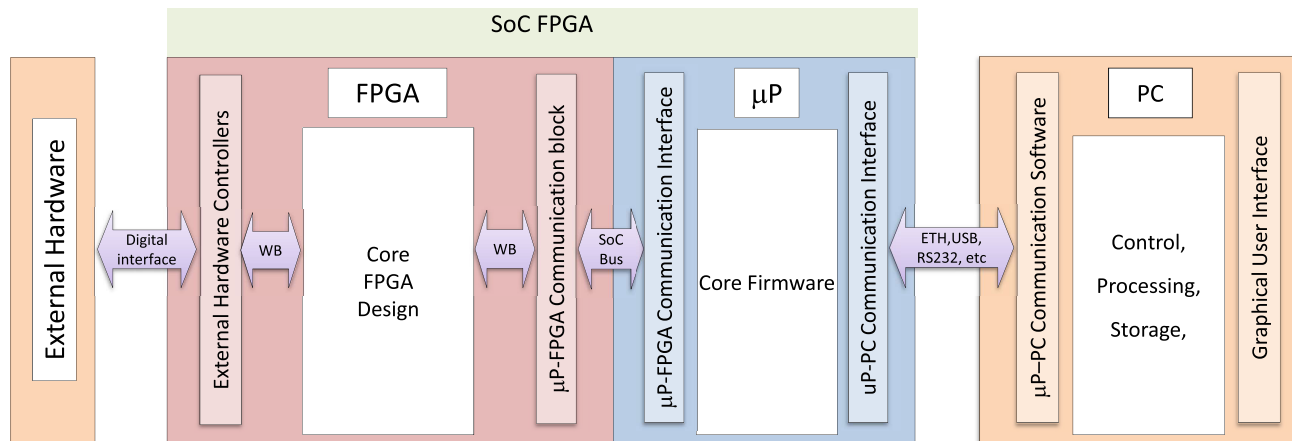 SoC FPGA
External Hardware
Digital
interface
External Hardware Controllers
WB
FPGA
Core
FPGA
Design
WB
μP-FPGA Communication block
SoC
Bus
μP-FPGA Communication Interface
μP
Core Firmware
uP-PC Communication Interface
ETH,USB,
RS232, etc
μP–PC Communication Software
PC
Control,
Processing,
Storage,
Graphical User Interface